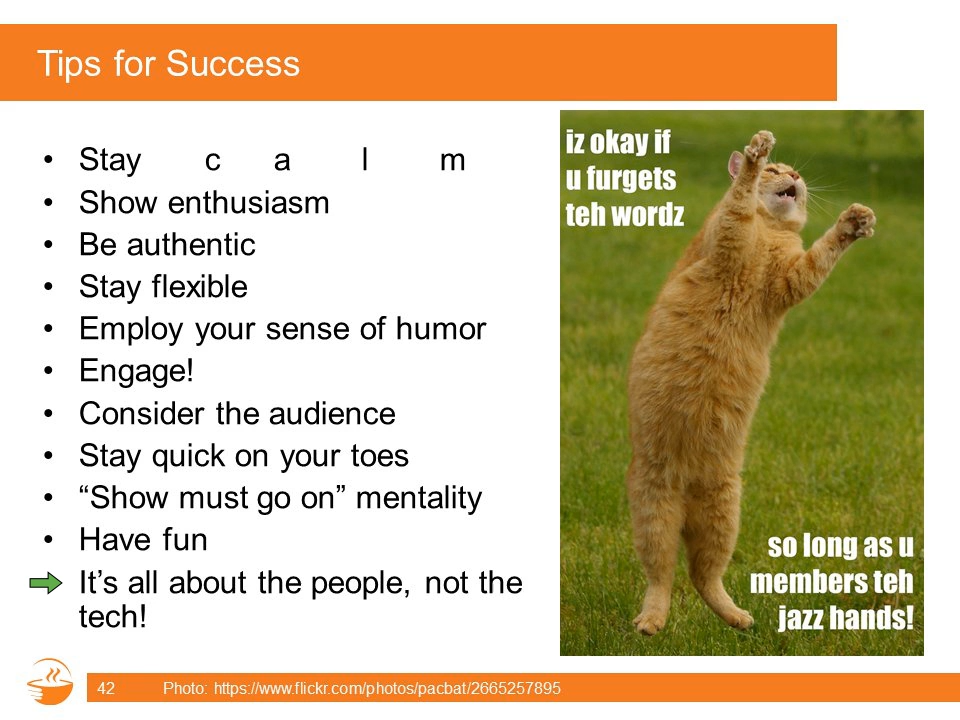 Tips for Success
• Stay c a l m
• Show enthusiasm
• Be authentic
• Stay flexible
• Employ your sense of humor
• Engage!
• Consider the audience
• Stay quick on your toes
• “Show must go on” mentality
• Have fun
It’s all about the people, not the
tech!
iz okay if
u furgets
teh wordz
so long as u
members teh
jazz hands!
42 Photo: https://www.flickr.com/photos/pacbat/2665257895